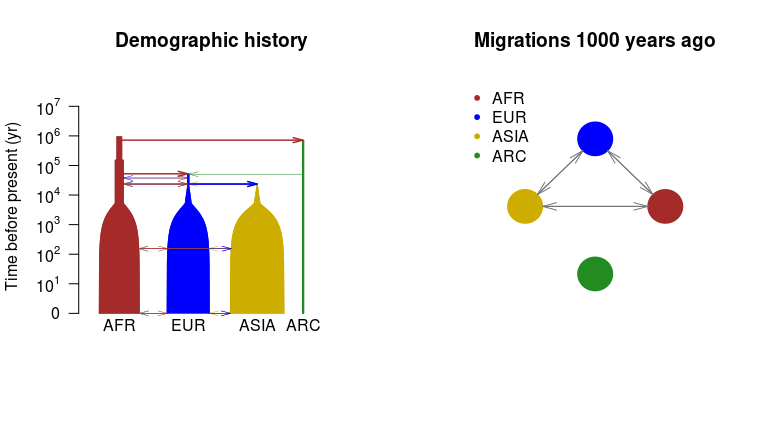 Demographic history
Time before present (yr)
10^7
10^6
10^5
10^4
10^3
10^2
10^1
0
AFR EUR ASIA ARC
Migrations 1000 years ago
AFR
EUR
ASIA
ARC